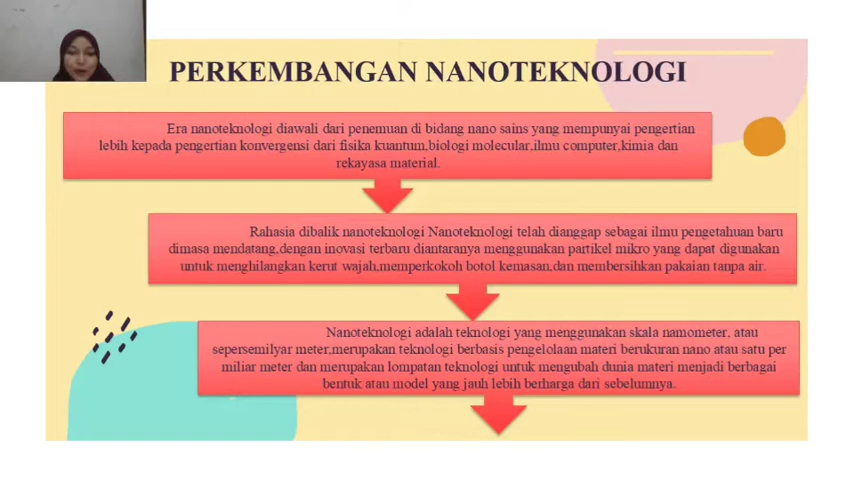 PERKEMBANGAN NANOTEKNOLOGI
Era nanoteknologi diawali dari penemuan di bidang nano sains yang mempunyai pengertian
lebih kepada pengertian konvergensi dari fisika kuantum,biologi molecular,ilmu computer,kimia dan
rekayasa material.
Rahasia dibalik nanoteknologi Nanoteknologi telah dianggap sebagai ilmu pengetahuan baru
dimasa mendatang,dengan inovasi terbaru diantaranya menggunakan partikel mikro yang dapat digunakan
untuk menghilangkan kerut wajah,memperkokoh botol kemasan,dan membersihkan pakaian tanpa air.
Nanoteknologi adalah teknologi yang menggunakan skala namometer, atau
sepersemilyar meter,merupakan teknologi berbasis pengelolaan materi berukuran nano atau satu per
miliar meter dan merupakan lompatan teknologi untuk mengubah dunia materi menjadi berbagai
bentuk atau model yang jauh lebih berharga dari sebelumnya.